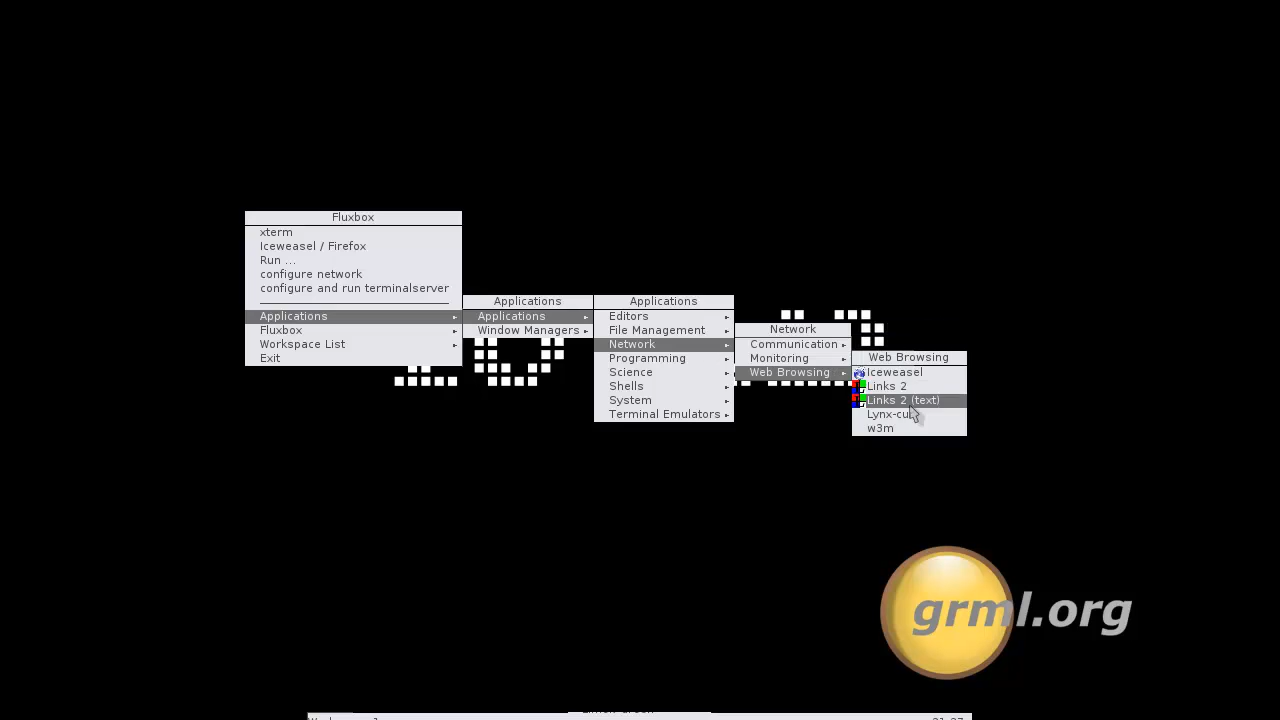 Fluxbox
xterm
Iceweasel / Firefox
Run ...
configure network
configure and run terminalserver
Applications
Fluxbox
Workspace List
Exit
Applications
Applications
Window Managers
Applications
Editors
File Management
Network
Programming
Science
Shells
System
Terminal Emulators
Network
Communication
Monitoring
Web Browsing
Web Browsing
Iceweasel
Links 2
Links 2 (text)
w3m
grml.org